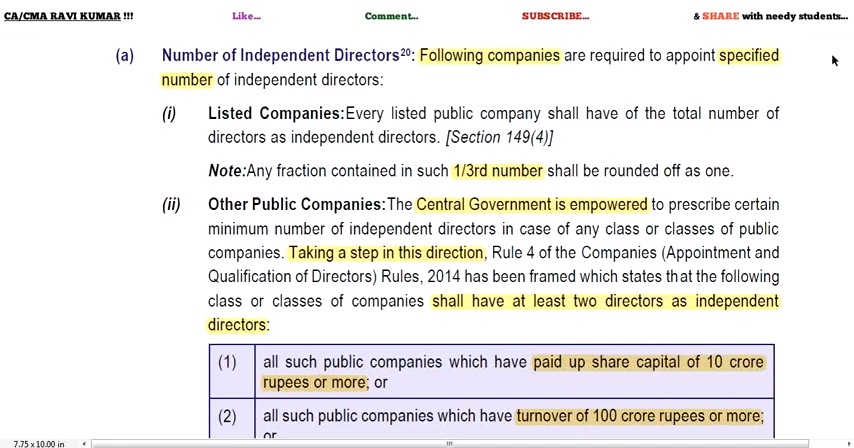 CA/CMA RAVI KUMAR !!! Like... Comment... SUBSCRIBE... & SHARE with needy students...
(a) Number of Independent Directors20: Following companies are required to appoint specified
number of independent directors:
(i) Listed Companies:Every listed public company shall have of the total number of
directors as independent directors. [Section 149(4)]
Note:Any fraction contained in such 1/3rd number shall be rounded off as one.
(ii) Other Public Companies:The Central Government is empowered to prescribe certain
minimum number of independent directors in case of any class or classes of public
companies. Taking a step in this direction, Rule 4 of the Companies (Appointment and
Qualification of Directors) Rules, 2014 has been framed which states that the following
class or classes of companies shall have at least two directors as independent
directors:
(1) all such public companies which have paid up share capital of 10 crore
rupees or more; or
(2) all such public companies which have turnover of 100 crore rupees or more;
or
7.75 x 10.00 in